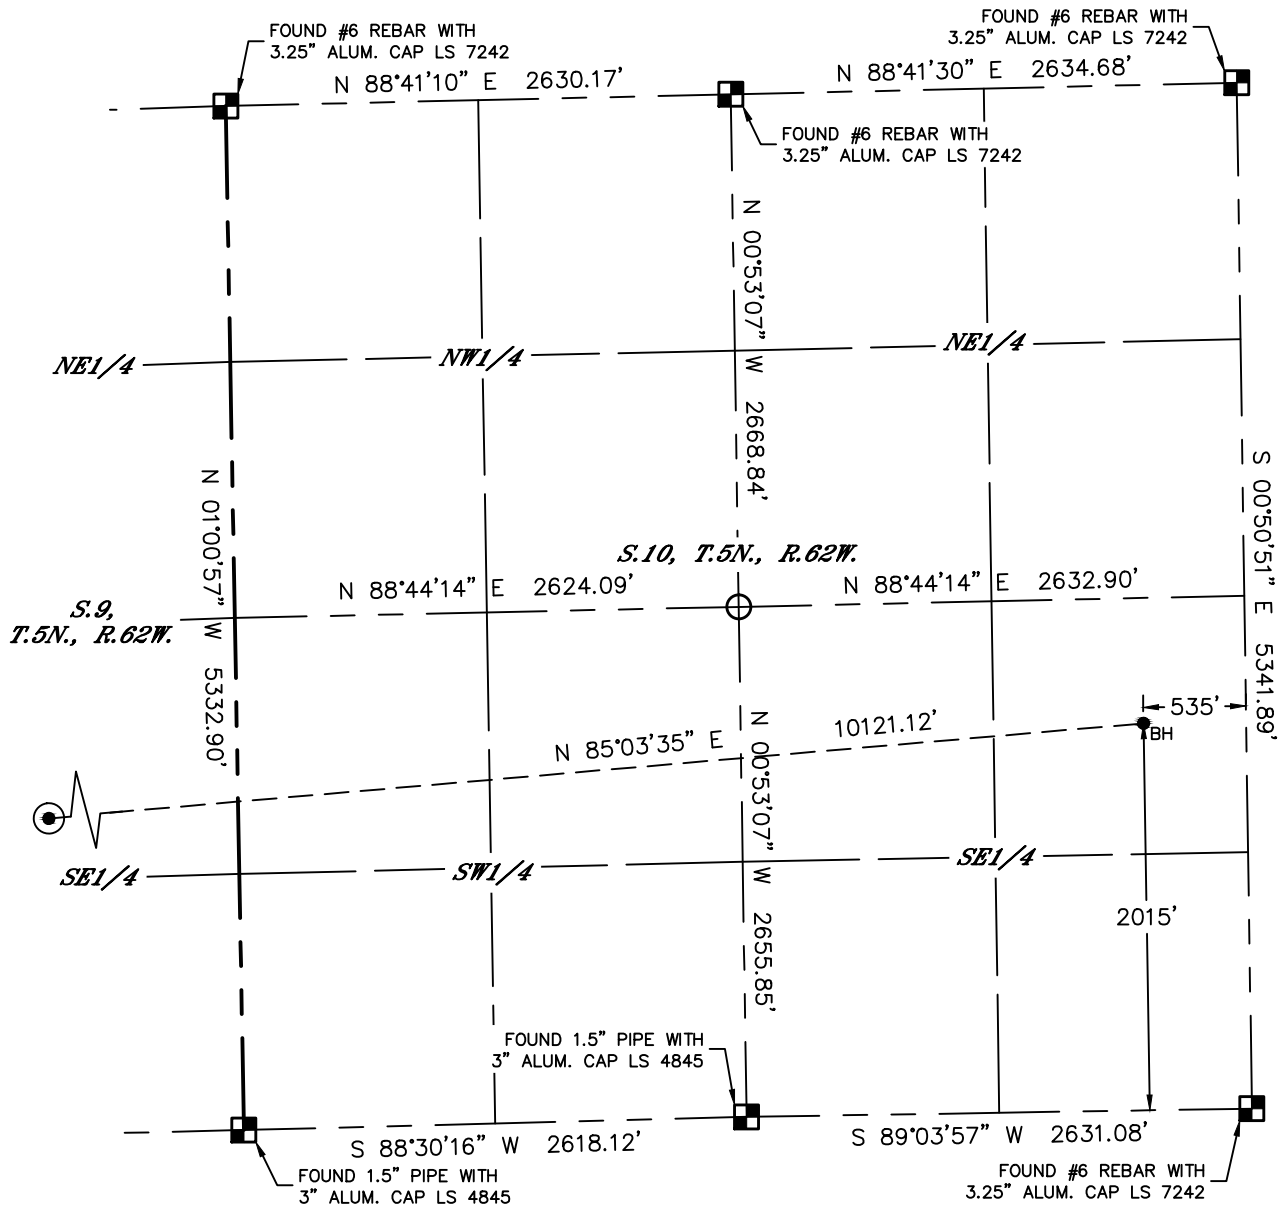 FOUND #6 REBAR WITH
3.25" ALUM. CAP LS 7242
N 88°41'10" E 2630.17'
FOUND #6 REBAR WITH
3.25" ALUM. CAP LS 7242
N 88°41'30" E 2634.68'
FOUND #6 REBAR WITH
3.25" ALUM. CAP LS 7242
N 00°53'07" W 2668.84'
NE1/4
NW1/4
NE1/4
N 01°00'57" W 5332.90'
S 00°50'51" E 5341.89'
S.10, T.5N., R.62W.
N 88°44'14" E 2624.09'
N 88°44'14" E 2632.90'
S.9,
T.5N., R.62W.
535'
BH
N 85°03'35" E 10121.12'
N 00°53'07" W 2655.85'
SE1/4
SW1/4
SE1/4
2015'
FOUND 1.5" PIPE WITH
3" ALUM. CAP LS 4845
S 88°30'16" W 2618.12'
S 89°03'57" W 2631.08'
FOUND 1.5" PIPE WITH
3" ALUM. CAP LS 4845
FOUND #6 REBAR WITH
3.25" ALUM. CAP LS 7242